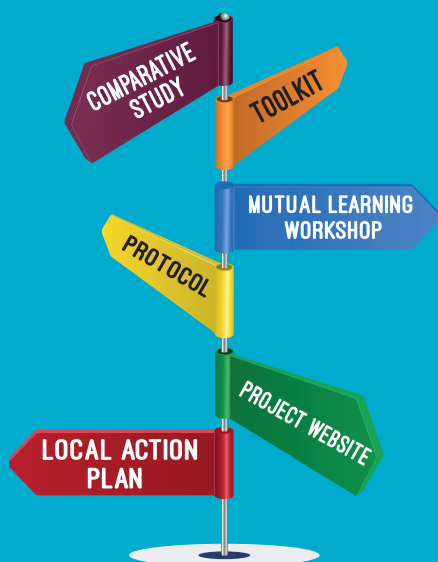 COMPARATIVE
STUDY
TOOLKIT
MUTUAL LEARNING
WORKSHOP
PROTOCOL
PROJECT WEBSITE
LOCAL ACTION
PLAN